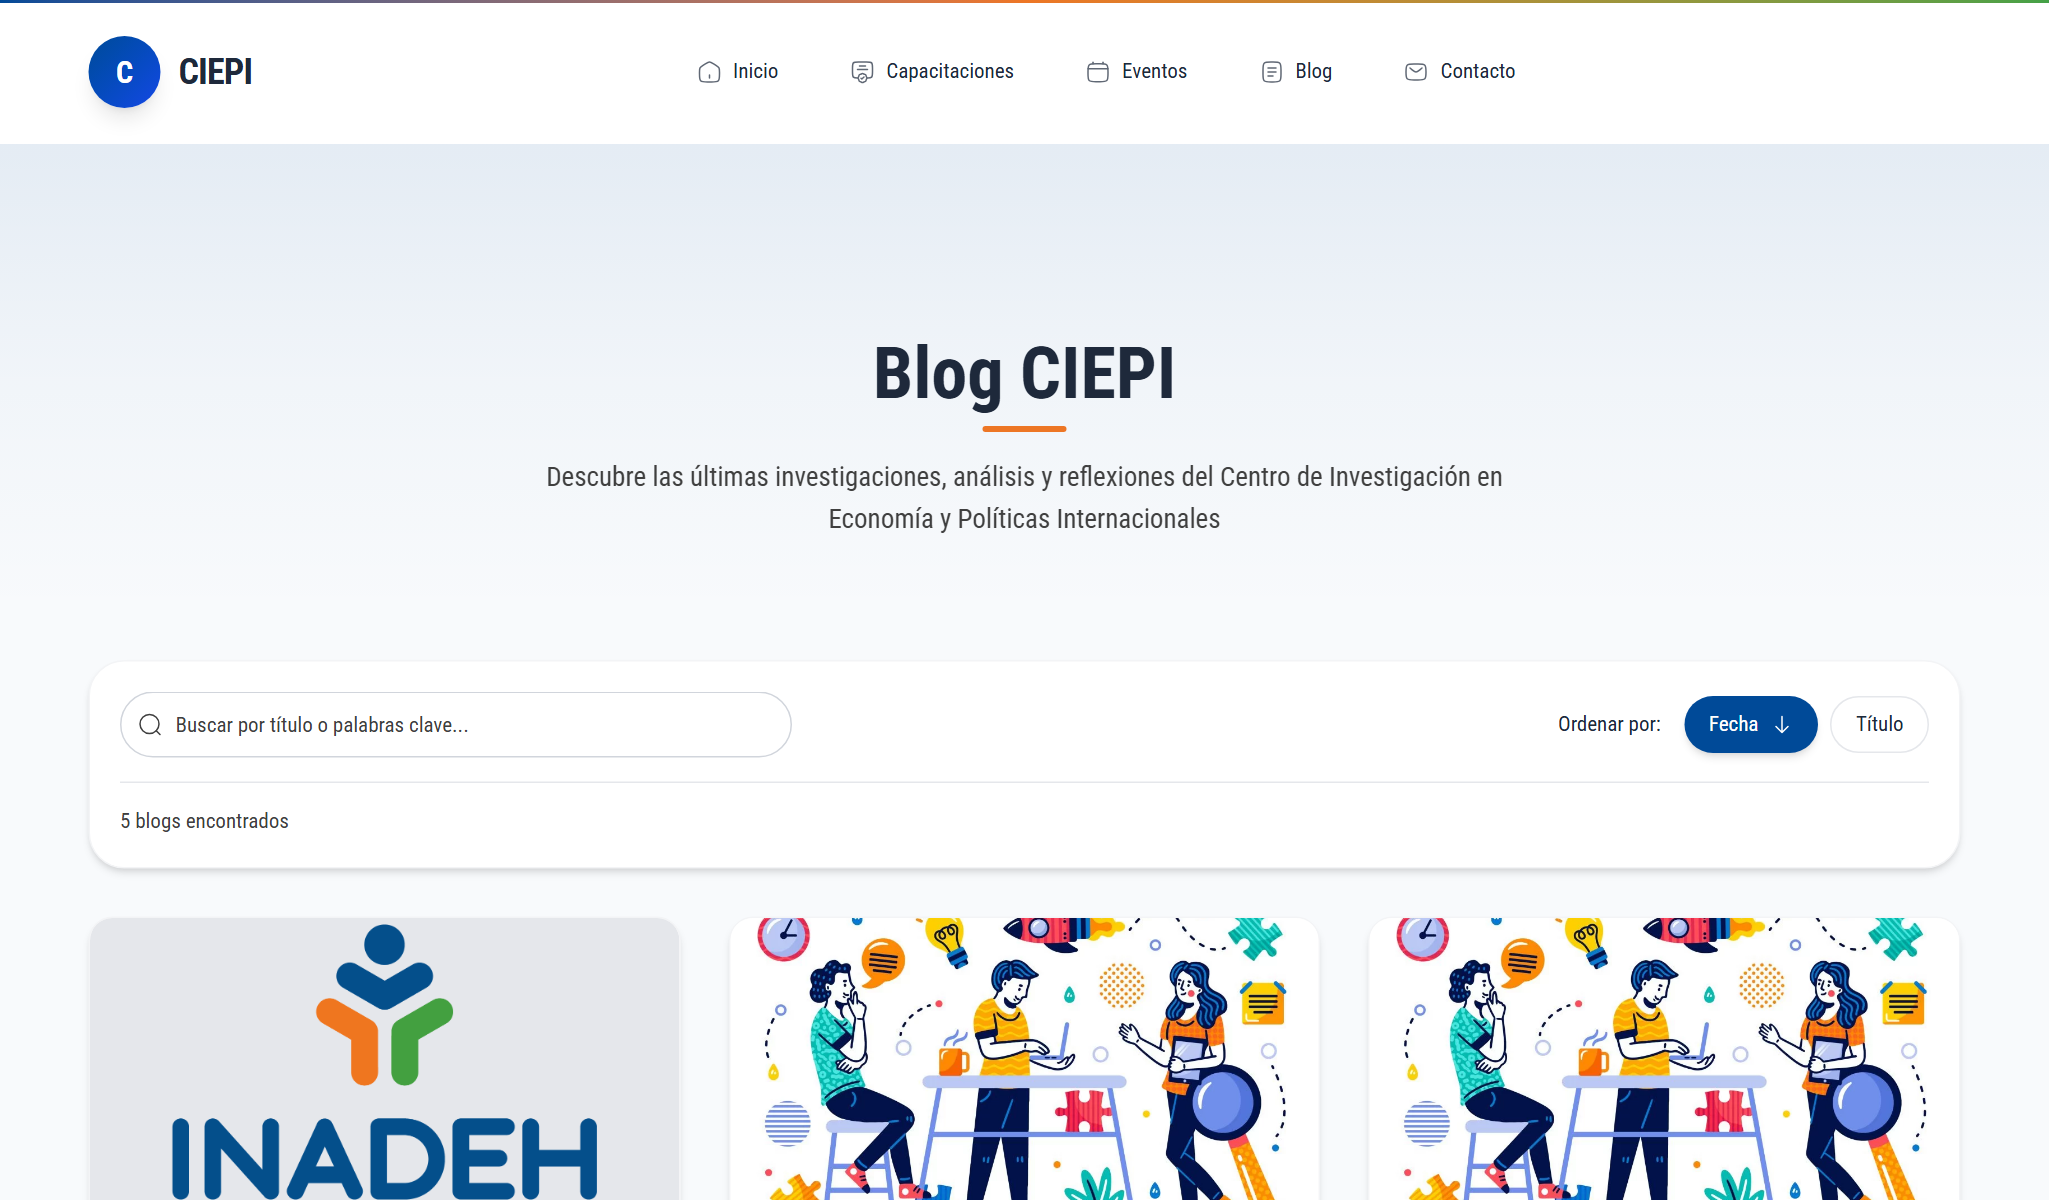 C CIEPI
Inicio
Capacitaciones
Eventos
Blog
Contacto
Blog CIEPI
Descubre las últimas investigaciones, análisis y reflexiones del Centro de Investigación en
Economía y Políticas Internacionales
Buscar por título o palabras clave...
Ordenar por:
Fecha
Título
5 blogs encontrados
INADEH